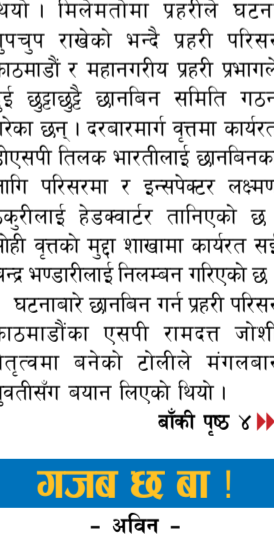 थियो । मिलेमतोमा प्रहरीले घटना
चुपचुप राखेको भन्दै प्रहरी परिसर
काठमाडौं र महानगरीय प्रहरी प्रभागले
दुई छुट्टाछुट्टै छानबिन समिति गठन
गरेका छन् । दरबारमार्ग वृत्तमा कार्यरत
डीएसपी तिलक भारतीलाई छानबिनका
लागि परिसरमा र इन्सपेक्टर लक्ष्मण
ठकुरीलाई हेडक्वार्टर तानिएको छ
सोही वृत्तको मुद्दा शाखामा कार्यरत सई
चन्द्र भण्डारीलाई निलम्बन गरिएको छ
घटनाबारे छानबिन गर्न प्रहरी परिसर
काठमाडौंका एसपी रामदत्त जोशी
नेतृत्वमा बनेको टोलीले मंगलबार
युवतीसँग बयान लिएको थियो ।
बाँकी पृष्ठ ४
गजब छ बा !
- अविन -